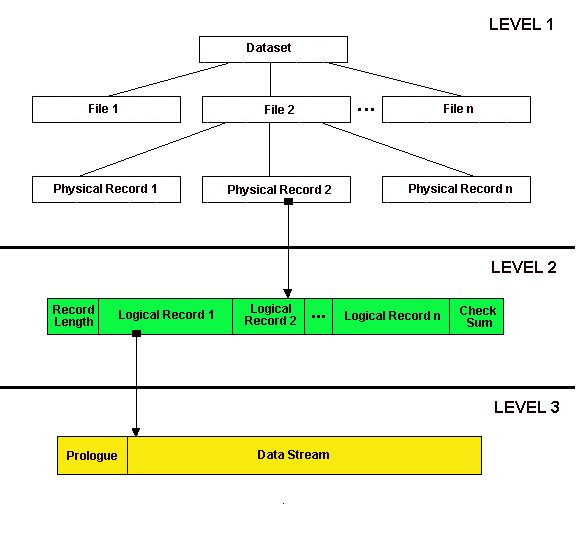 LEVEL 1
Dataset
File 1
File 2
...
File n
Physical Record 1
Physical Record 2
Physical Record n
LEVEL 2
Record
Length
Logical Record 1
Logical
Record 2
...
Logical Record n
Check
Sum
LEVEL 3
Prologue
Data Stream
.